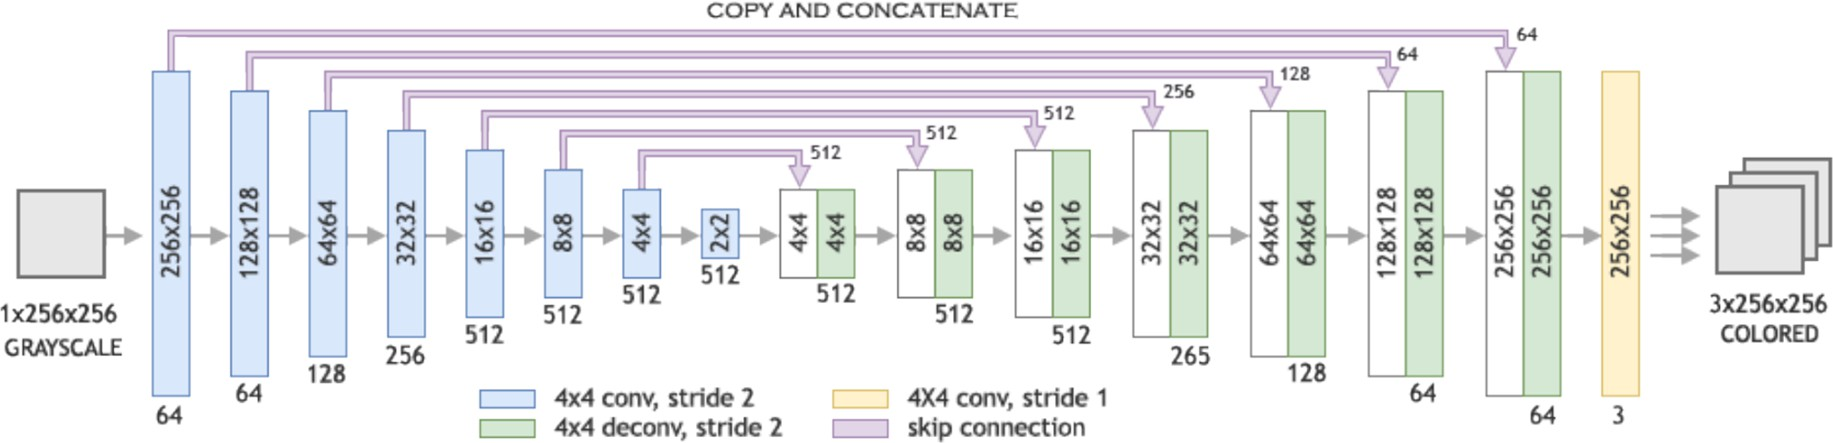 COPY AND CONCATENATE
64
64
128
256
512
512
512
256x256
128x128
64x64
32x32
16x16
8x8
4x4
2x2
4x4
4x4
8x8
8x8
16x16
16x16
32x32
32x32
64x64
64x64
128x128
128x128
256x256
256x256
256x256
1x256x256
GRAYSCALE
64
64
128
256
512
512
512
512
512
512
512
265
128
64
64
3
3x256x256
COLORED
4x4 conv, stride 2
4x4 deconv, stride 2
4X4 conv, stride 1
skip connection